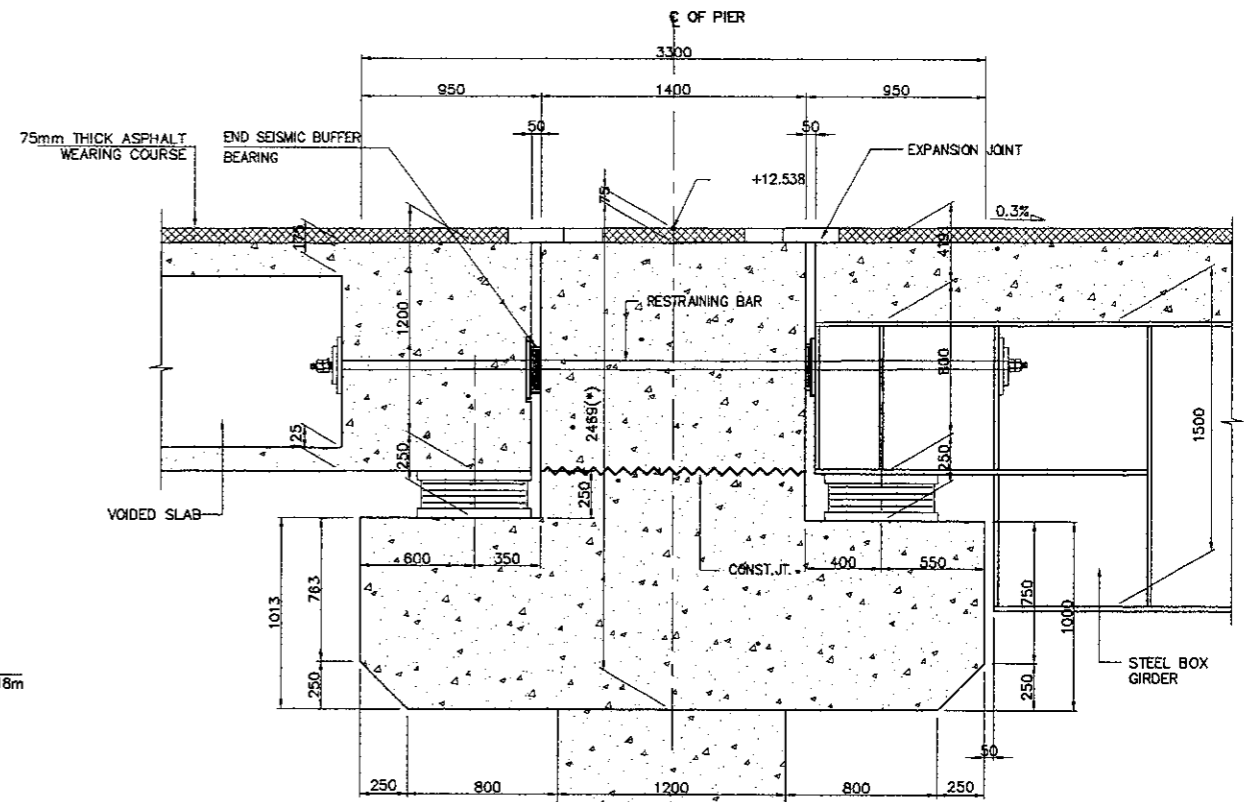 ℄ OF PIER
3300
950
1400
950
50
50
75mm THICK ASPHALT
WEARING COURSE
END SEISMIC BUFFER
BEARING
EXPANSION JOINT
+12.538
75
0.3%
175
419
1200
RESTRAINING BAR
800
2469(*)
1500
125
250
250
250
VOIDED SLAB
600
350
CONST.JT.
400
550
1013
763
750
1000
250
250
STEEL BOX
GIRDER
18m
50
250
800
1200
800
250